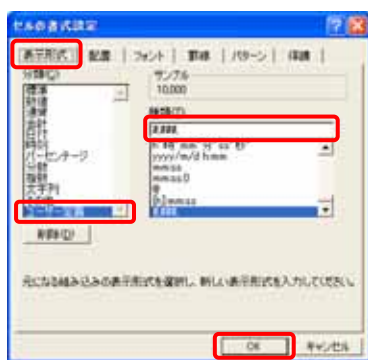 セルの書式設定
表示形式 配置 フォント 罫線 パターン 保護
分類(C)
サンプル
10,000
標準
数値
通貨
会計
日付
時刻
パーセンテージ
分数
指数
文字列
ユーザー定義
種類(T)
yyyy/m/d h:mm
mm:ss
mm:ss.0
@
[h]:mm:ss
削除(D)
元になる組み込みの表示形式を選択し、新しい表示形式を入力してください。
OK キャンセル